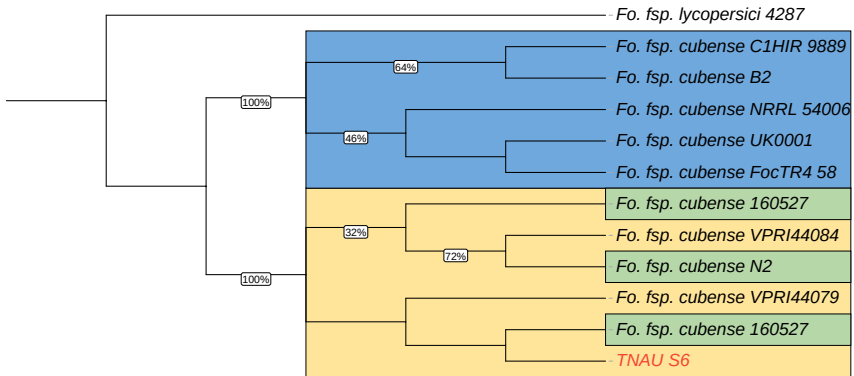 Fo. fsp. lycopersici 4287
Fo. fsp. cubense C1HIR 9889
64%
Fo. fsp. cubense B2
100%
Fo. fsp. cubense NRRL 54006
46%
Fo. fsp. cubense UK0001
Fo. fsp. cubense FocTR4 58
Fo. fsp. cubense 160527
32%
Fo. fsp. cubense VPRI44084
72%
Fo. fsp. cubense N2
100%
Fo. fsp. cubense VPRI44079
Fo. fsp. cubense 160527
TNAU S6